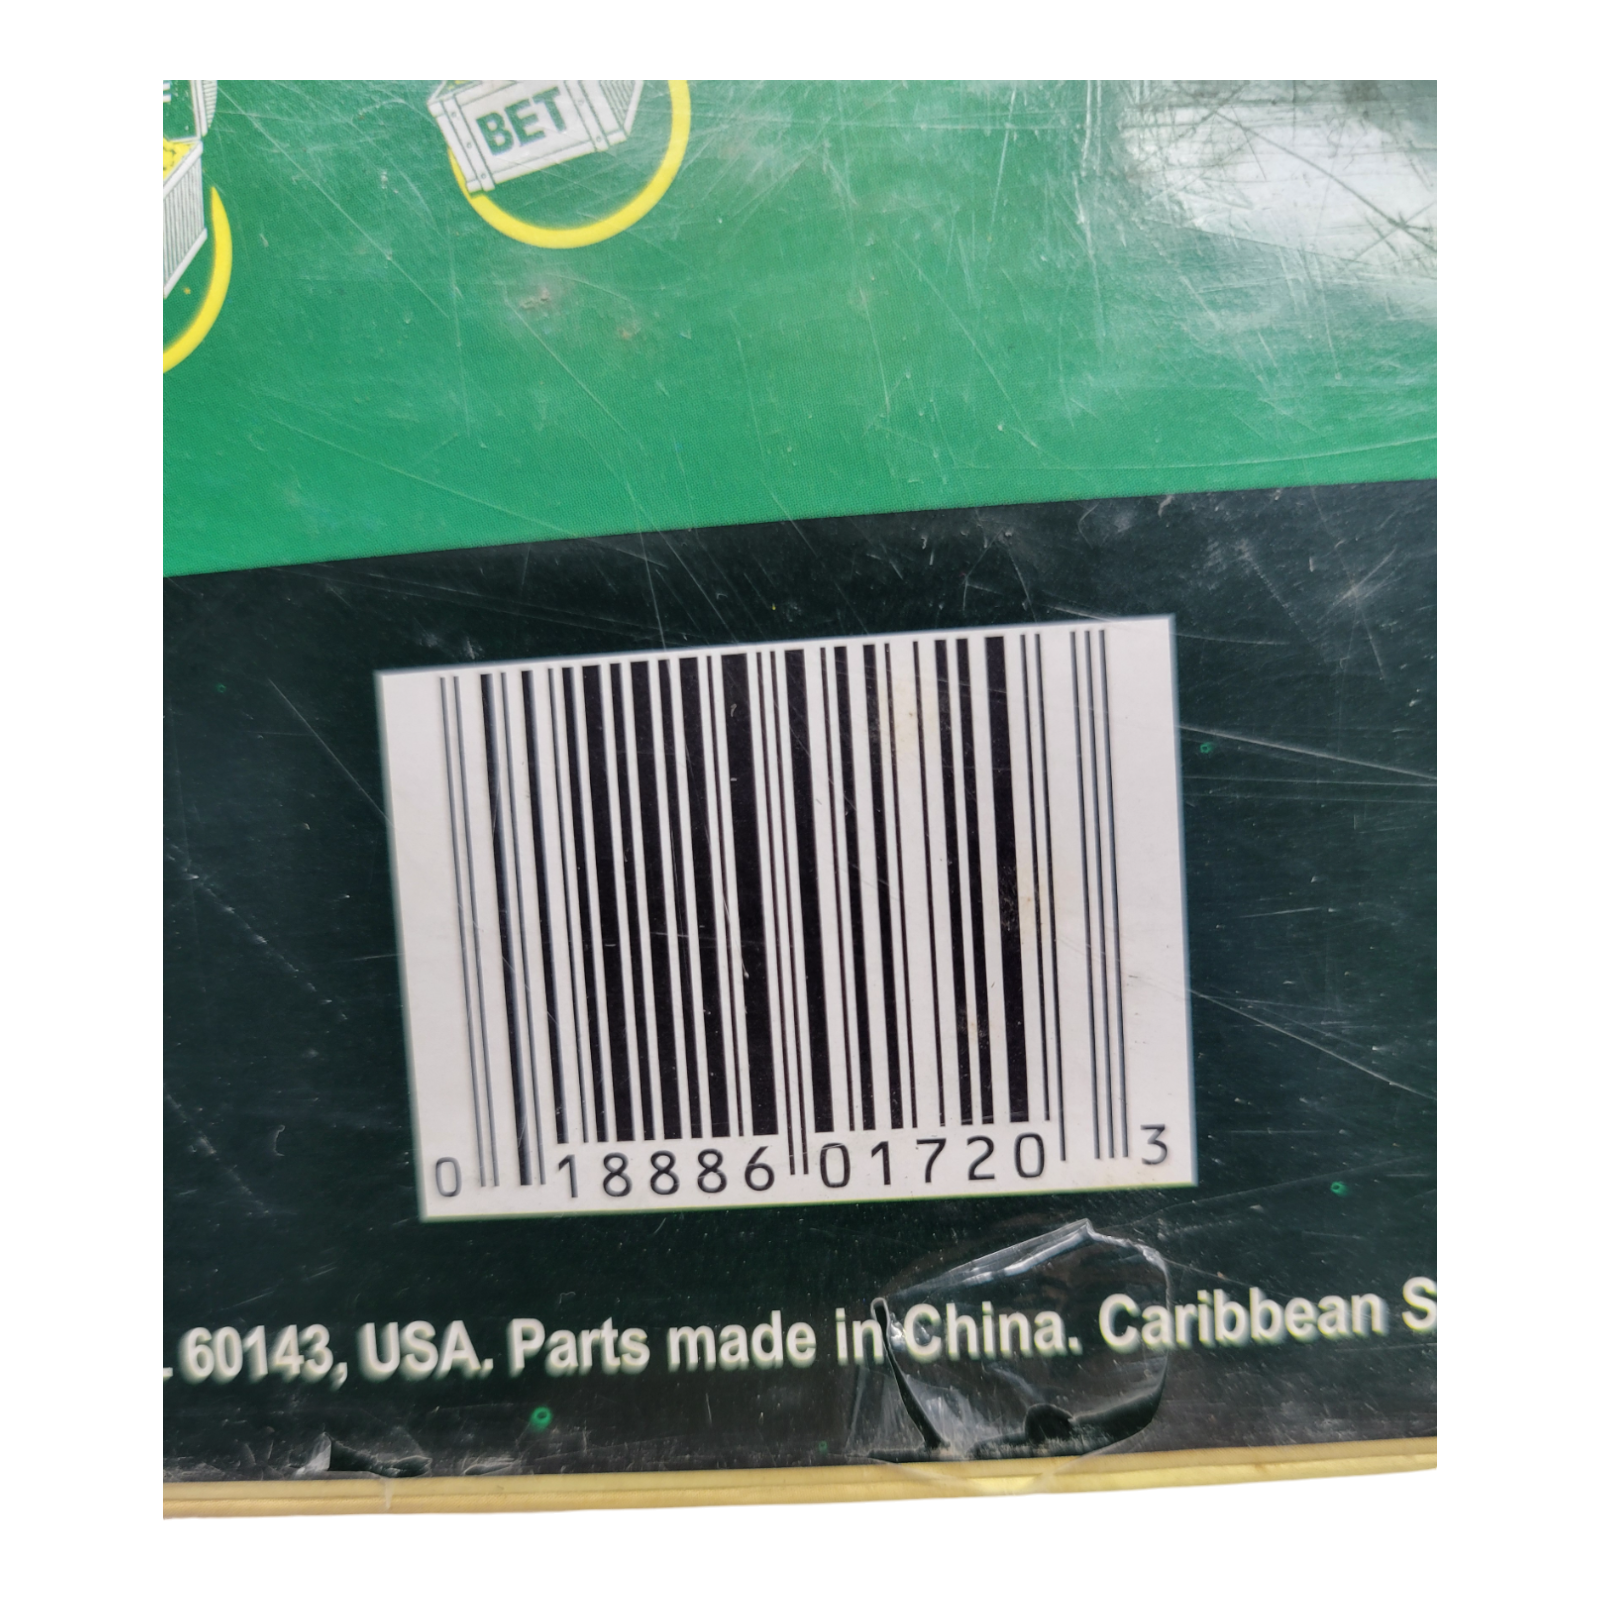 BET
0 18886 01720 3
60143, USA. Parts made in China. Caribbean S